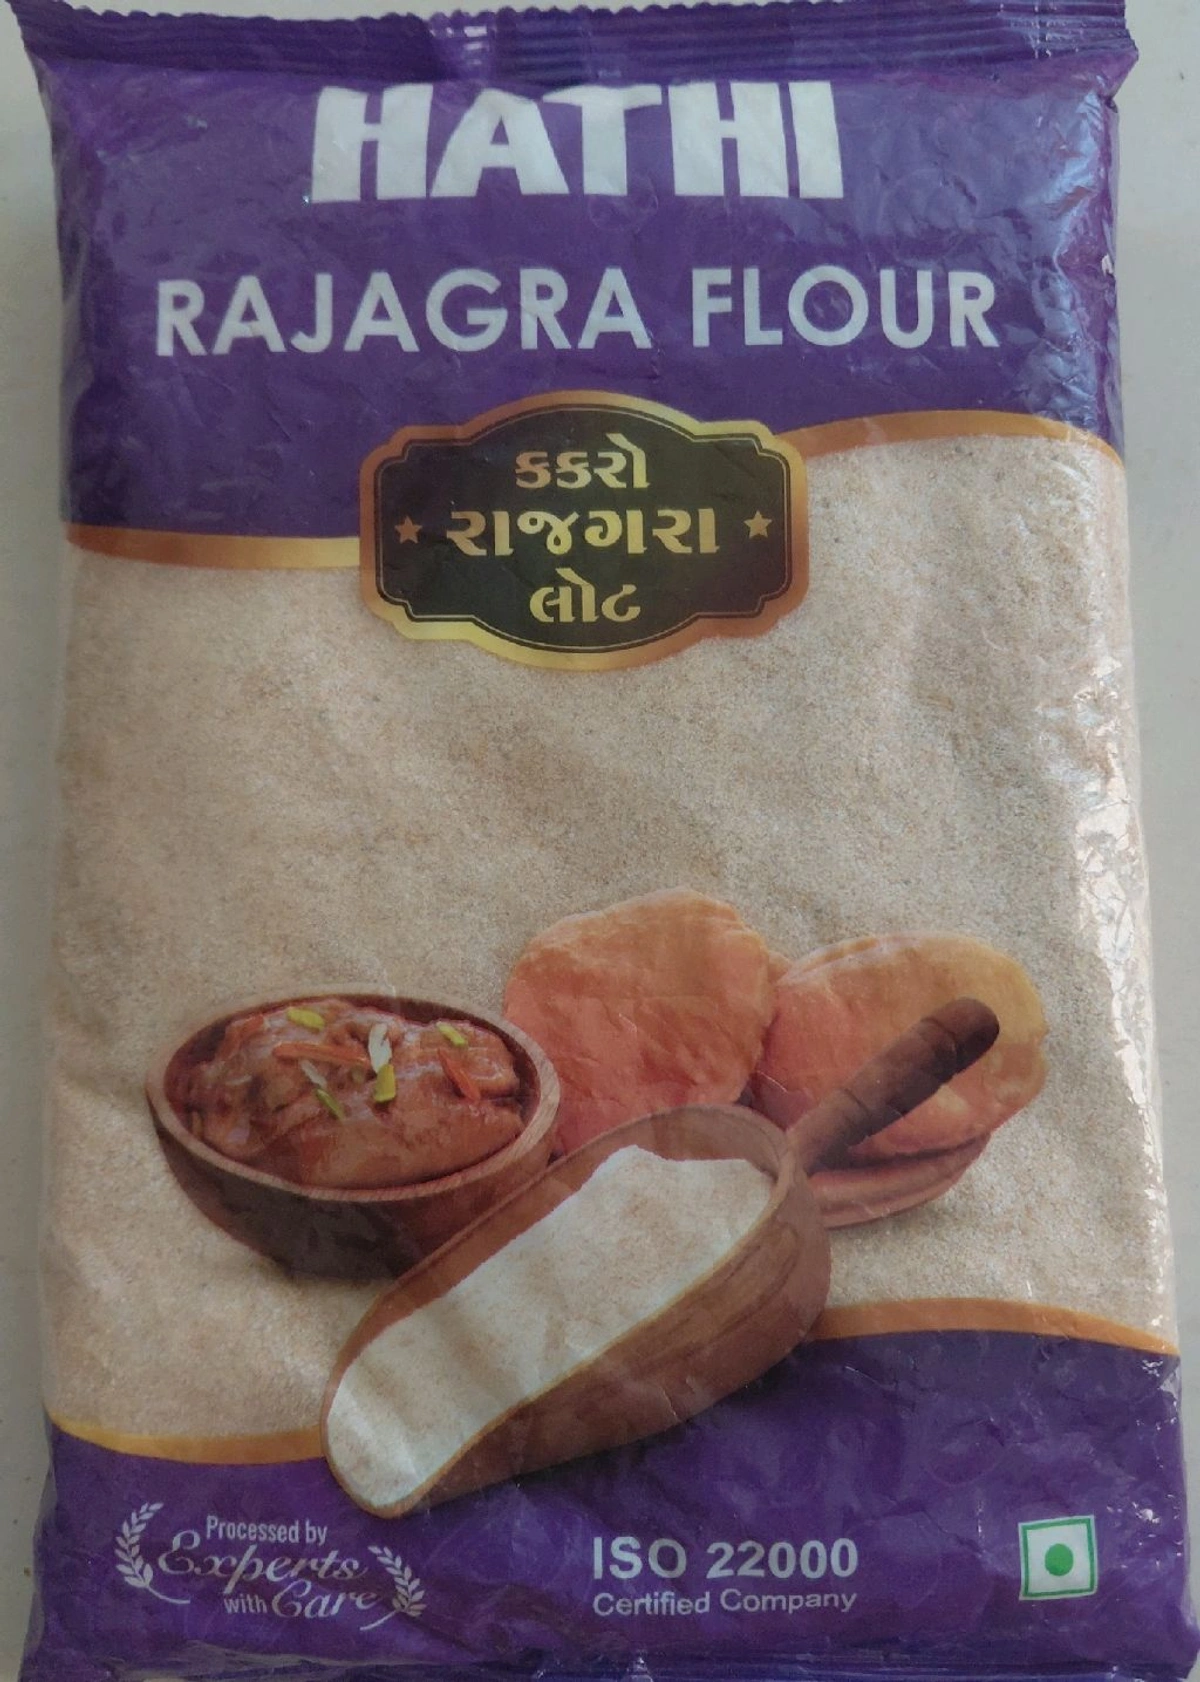 HATHI
RAJAGRA FLOUR
કકરો
રાજગરા
લોટ
Processed by
Experts
with Care
ISO 22000
Certified Company